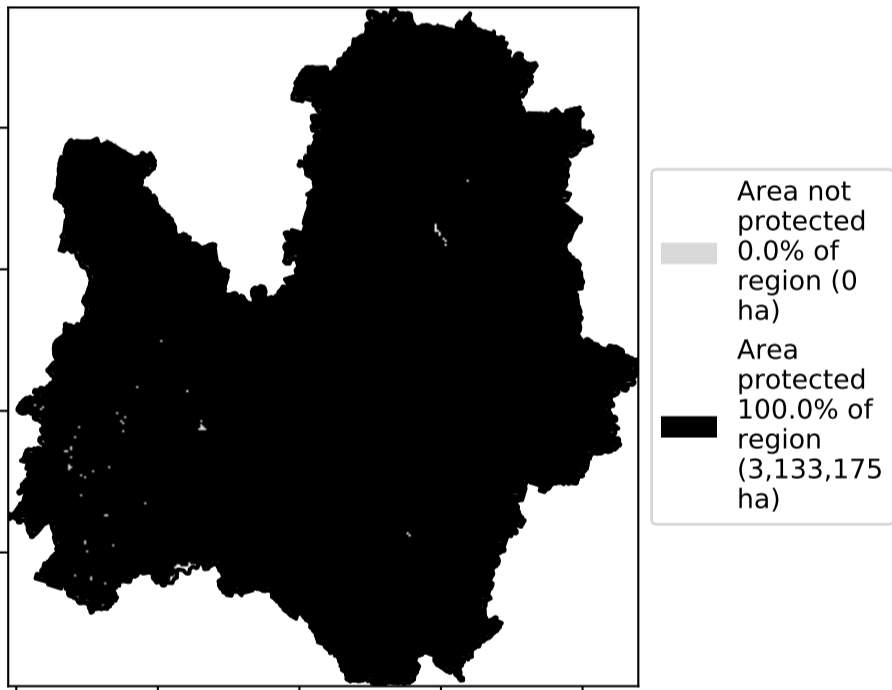 Area not
protected
0.0% of
region (0
ha)
Area
protected
100.0% of
region
(3,133,175
ha)